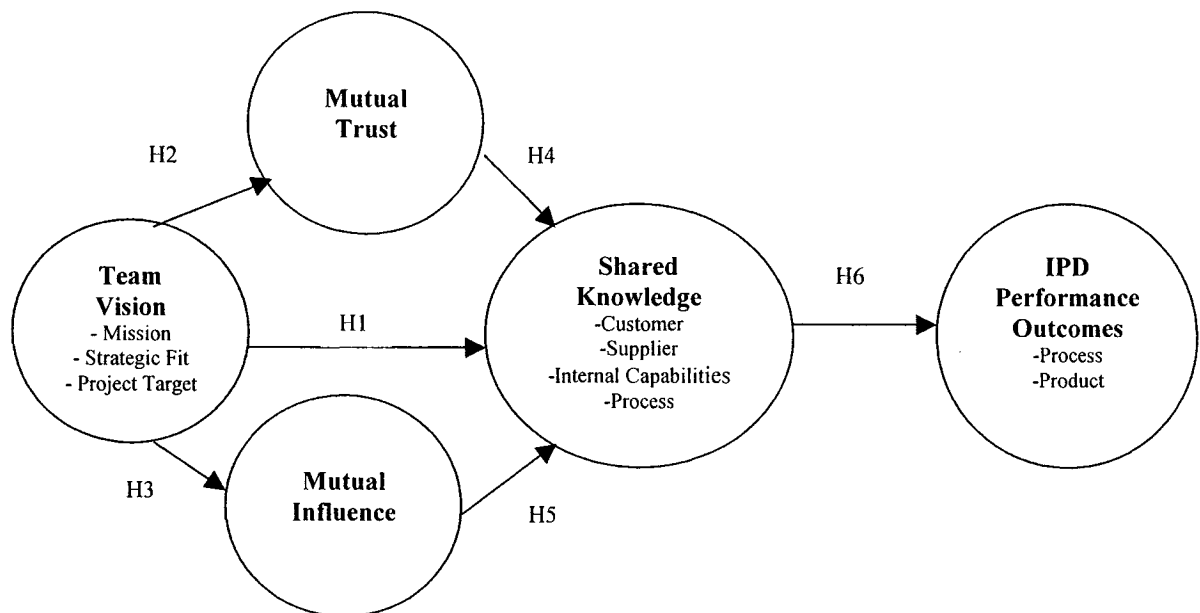 Mutual
Trust
H2
H4
Team
Vision
- Mission
- Strategic Fit
- Project Target
H1
Shared
Knowledge
-Customer
-Supplier
-Internal Capabilities
-Process
H6
IPD
Performance
Outcomes
-Process
-Product
H3
Mutual
Influence
H5